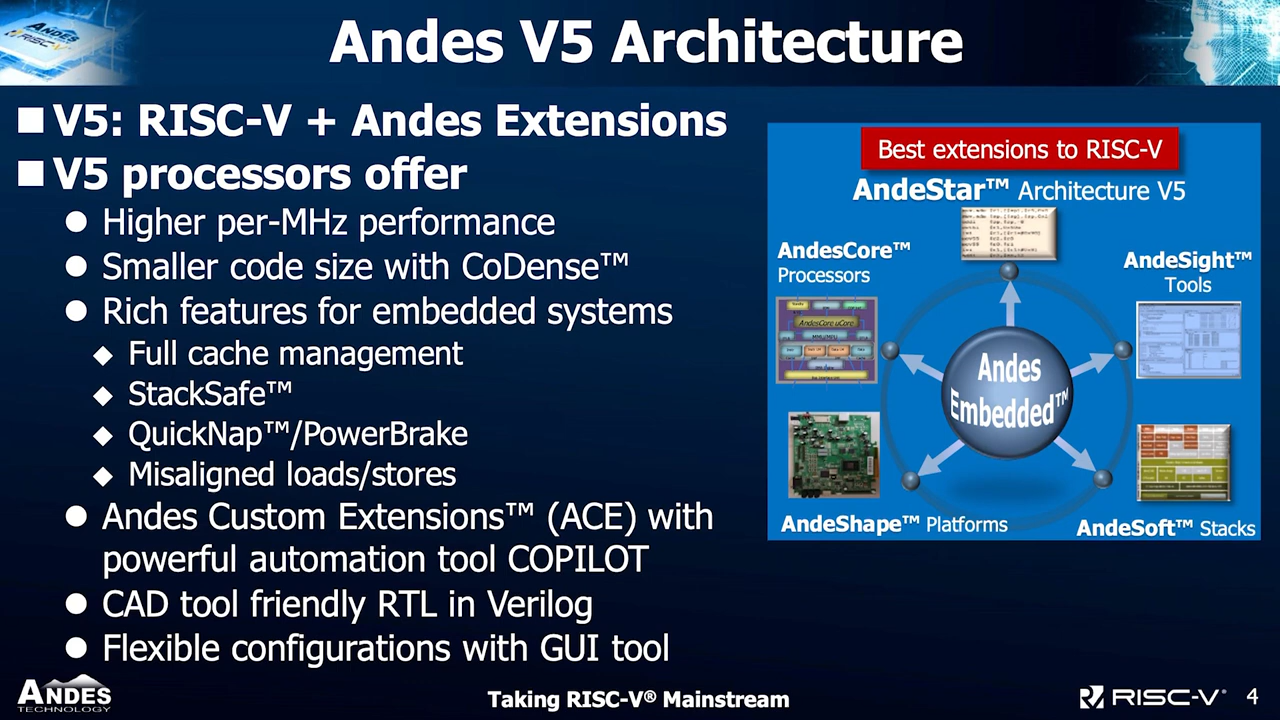 Andes V5 Architecture
V5: RISC-V + Andes Extensions
V5 processors offer
Higher per-MHz performance
Smaller code size with CoDense™
Rich features for embedded systems
Full cache management
StackSafe™
QuickNap™/PowerBrake
Misaligned loads/stores
Andes Custom Extensions™ (ACE) with
powerful automation tool COPILOT
CAD tool friendly RTL in Verilog
Flexible configurations with GUI tool
Best extensions to RISC-V
AndeStar™ Architecture V5
AndesCore™
Processors
AndeSight™
Tools
AndesCore uCore
MMU/MPU
Andes
Embedded™
AndeShape™ Platforms
AndeSoft™ Stacks
ANDES
TECHNOLOGY
Taking RISC-V® Mainstream
RISC-V®
4